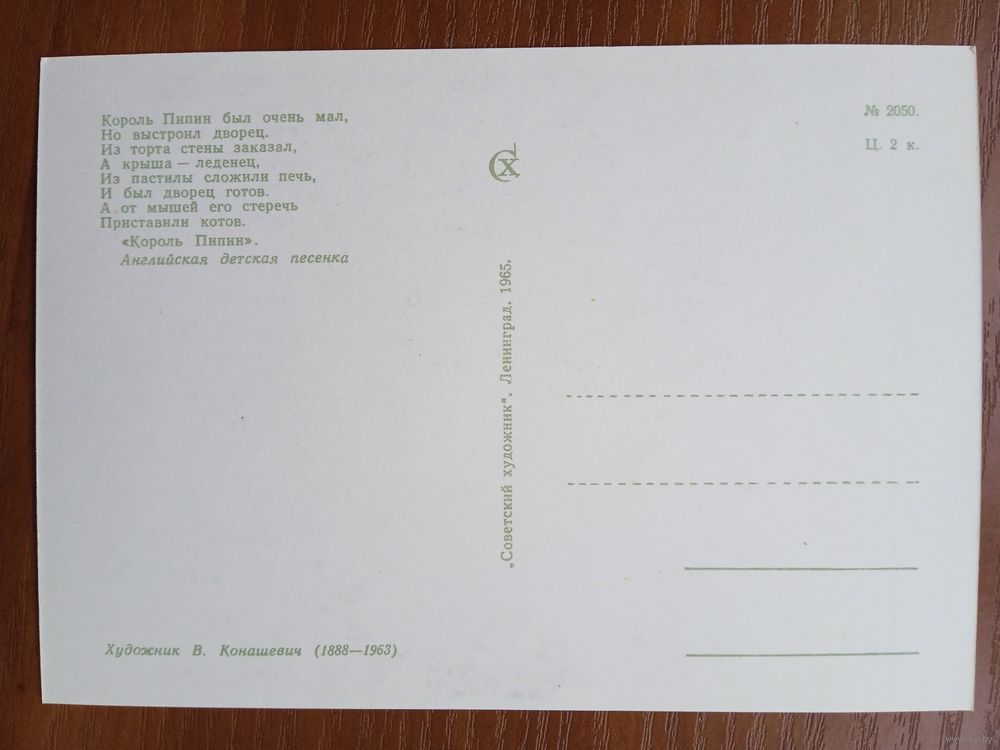 Король Пипин был очень мал,
Но выстроил дворец.
Из торта стены заказал,
А крыша — леденец,
Из пастилы сложили печь,
И был дворец готов.
А от мышей его стеречь
Приставили котов.
«Король Пипин».
Английская детская песенка
Художник В. Конашевич (1888—1963)
СХ
„Советский художник“. Ленинград. 1965.
№ 2050.
Ц. 2 к.